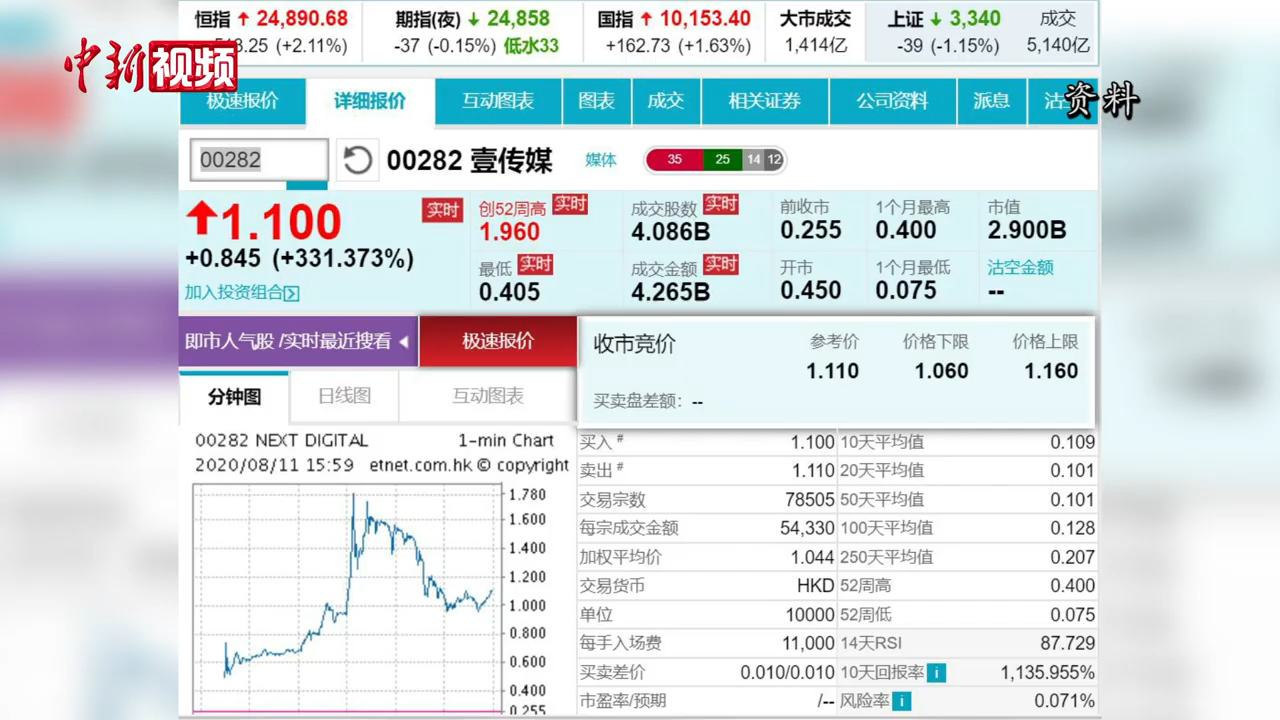 恒指 ↑ 24,890.68
(+2.11%)
期指(夜) ↓ 24,858
-37 (-0.15%) 低水33
国指 ↑ 10,153.40
+162.73 (+1.63%)
大市成交
1,414亿
上证 ↓ 3,340
-39 (-1.15%)
成交
5,140亿
中新视频
资料
极速报价 详细报价 互动图表 图表 成交 相关证券 公司资料 派息 沽
00282 00282 壹传媒 媒体 35 25 14 12
1.100 实时
+0.845 (+331.373%)
加入投资组合
创52周高 实时
1.960
最低 实时
0.405
成交股数 实时
4.086B
成交金额 实时
4.265B
前收市
0.255
开市
0.450
1个月最高
0.400
1个月最低
0.075
市值
2.900B
沽空金额
--
即市人气股 /实时最近搜看 极速报价
收市竞价 参考价 价格下限 价格上限
1.110 1.060 1.160
买卖盘差额: --
分钟图 日线图 互动图表
00282 NEXT DIGITAL 1-min Chart
2020/08/11 15:59 etnet.com.hk © copyright
1.780
1.600
1.400
1.200
1.000
0.800
0.600
0.400
0.255
买入 # 1.100 10天平均值 0.109
卖出 # 1.110 20天平均值 0.101
交易宗数 78505 50天平均值 0.101
每宗成交金额 54,330 100天平均值 0.128
加权平均价 1.044 250天平均值 0.207
交易货币 HKD 52周高 0.400
单位 10000 52周低 0.075
每手入场费 11,000 14天RSI 87.729
买卖差价 0.010/0.010 10天回报率 i 1,135.955%
市盈率/预期 /-- 风险率 i 0.071%